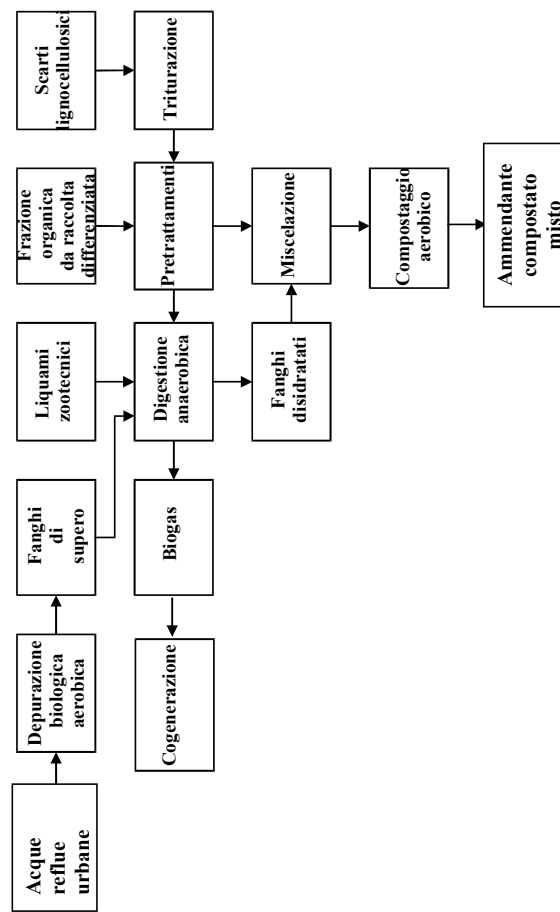 Acque
reflue
urbane
Depurazione
biologica
aerobica
Fanghi
di
supero
Liquami
zootecnici
Frazione
organica
da raccolta
differenziata
Scarti
lignocellulosici
Cogenerazione
Biogas
Digestione
anaerobica
Pretrattamenti
Triturazione
Fanghi
disidratati
Miscelazione
Compostaggio
aerobico
Ammendante
compostato
misto